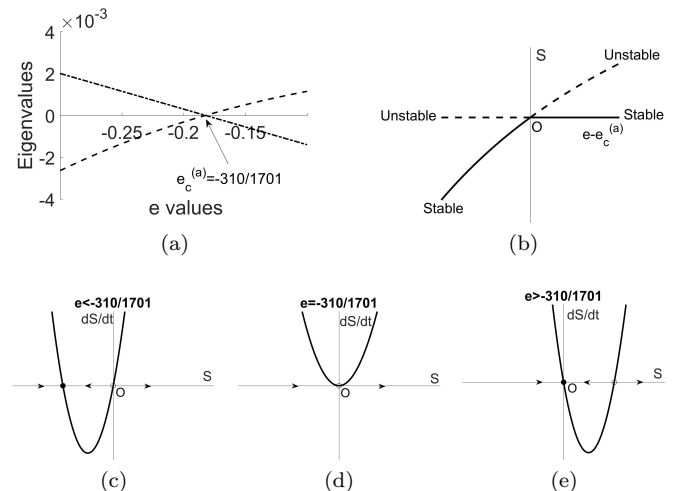 ×10⁻³
4
2
0
-2
-4
Eigenvalues
-0.25
-0.2
-0.15
e_c^(a)=-310/1701
e values
(a)
S
Unstable
Unstable
Stable
O
e-e_c^(a)
Stable
(b)
e<-310/1701
dS/dt
S
O
(c)
e=-310/1701
dS/dt
S
O
(d)
e>-310/1701
dS/dt
S
O
(e)